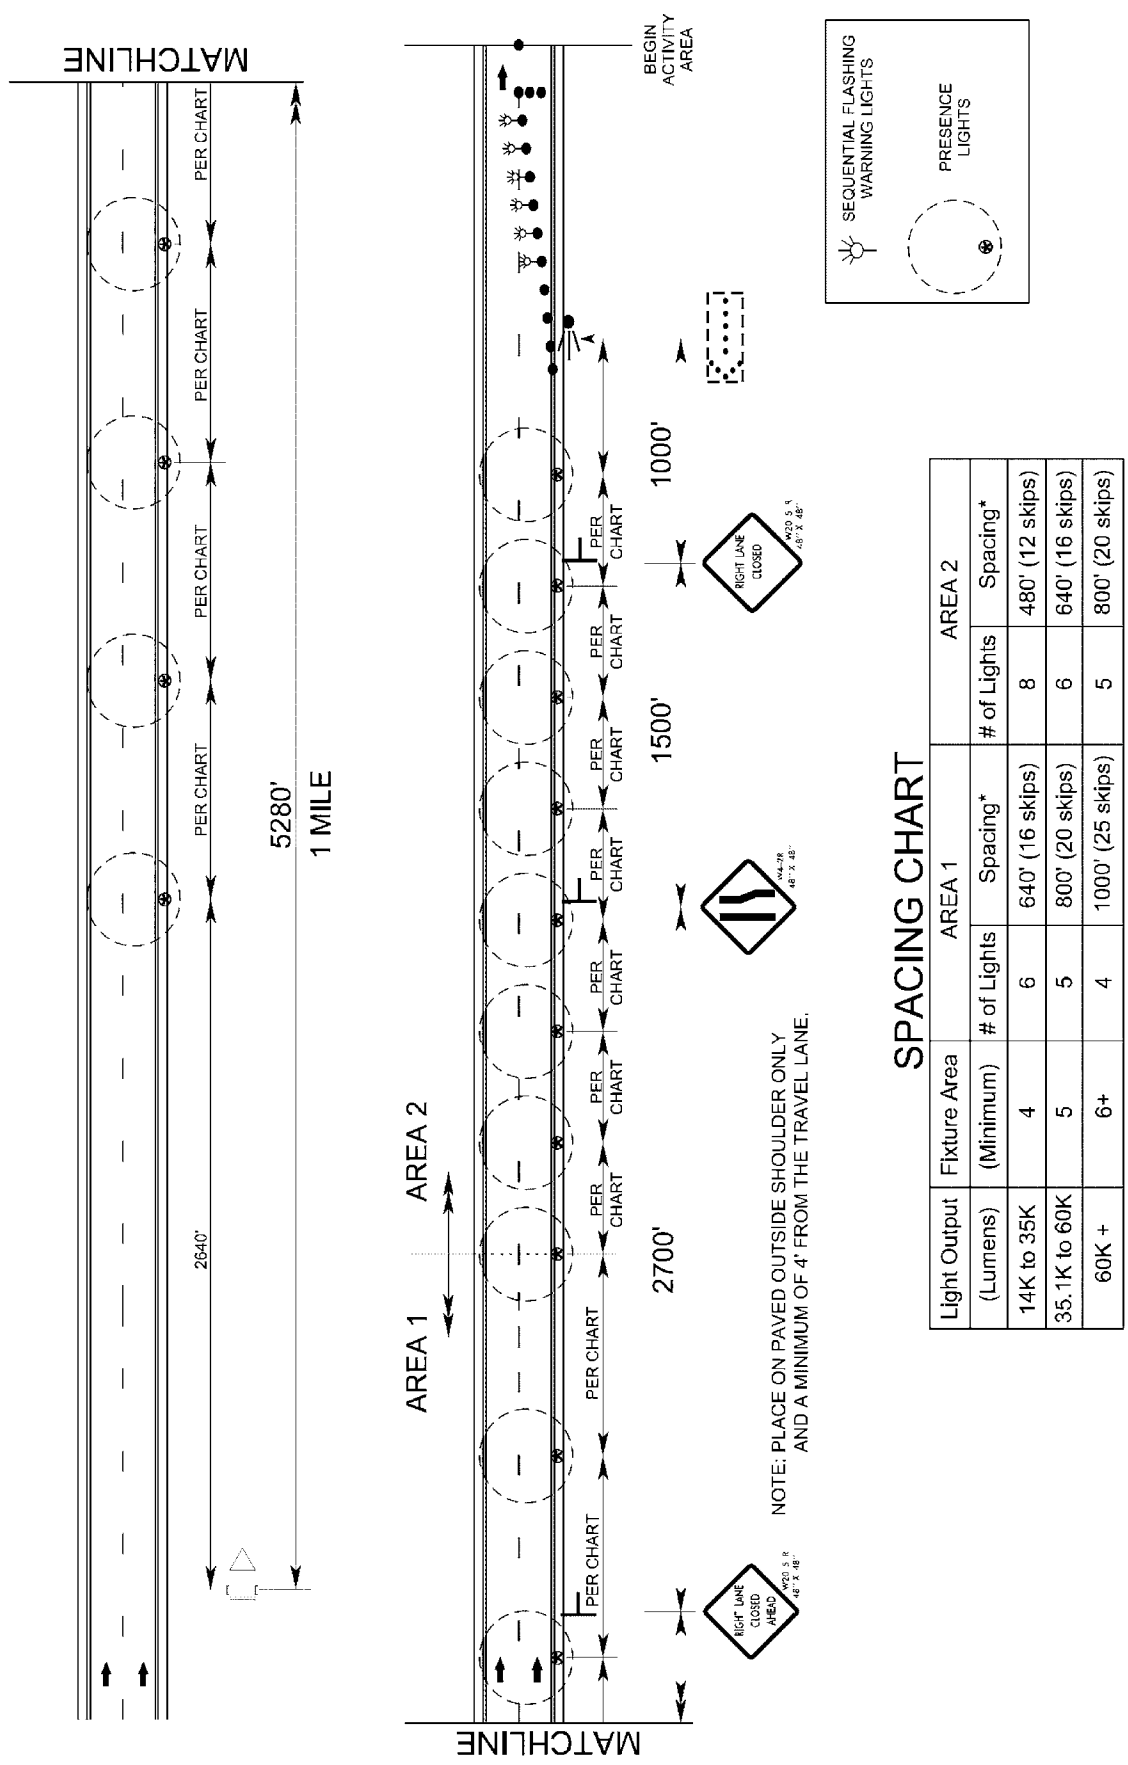 MATCHLINE
PER CHART
PER CHART
PER CHART
PER CHART
2640'
5280'
1 MILE
MATCHLINE
AREA 1
AREA 2
PER CHART
PER CHART
PER
CHART
PER
CHART
PER
CHART
PER
CHART
PER
CHART
PER
CHART
PER
CHART
2700'
1500'
1000'
BEGIN
ACTIVITY
AREA
RIGHT LANE
CLOSED
AHEAD
W20 5 R
48" X 48"
W4-2R
48" X 48"
RIGHT LANE
CLOSED
W20 5 R
48" X 48"
NOTE: PLACE ON PAVED OUTSIDE SHOULDER ONLY
AND A MINIMUM OF 4' FROM THE TRAVEL LANE.
SEQUENTIAL FLASHING
WARNING LIGHTS
PRESENCE
LIGHTS
SPACING CHART
Light Output Fixture Area AREA 1 AREA 2
(Lumens) (Minimum) # of Lights Spacing* # of Lights Spacing*
14K to 35K 4 6 640' (16 skips) 8 480' (12 skips)
35.1K to 60K 5 5 800' (20 skips) 6 640' (16 skips)
60K + 6+ 4 1000' (25 skips) 5 800' (20 skips)